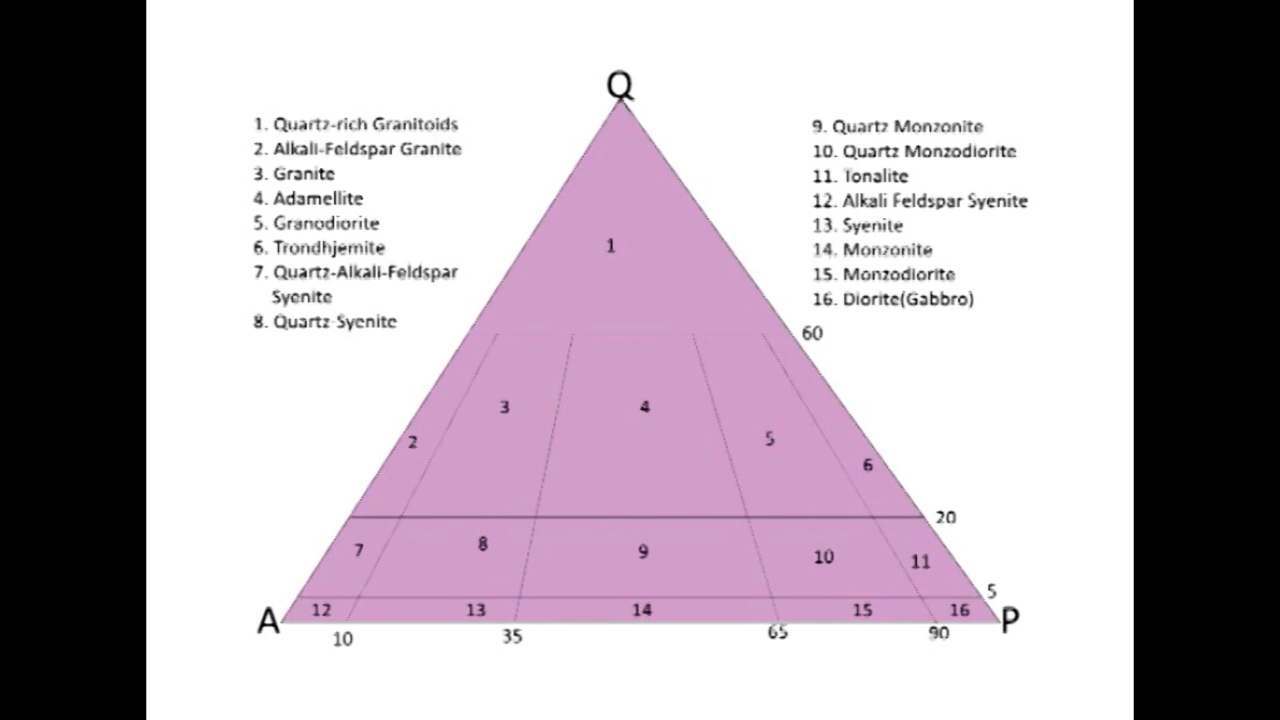 Q
1. Quartz-rich Granitoids
2. Alkali-Feldspar Granite
3. Granite
4. Adamellite
5. Granodiorite
6. Trondhjemite
7. Quartz-Alkali-Feldspar
Syenite
8. Quartz Syenite
9. Quartz Monzonite
10. Quartz Monzodiorite
11. Tonalite
12. Alkali Feldspar Syenite
13. Syenite
14. Monzonite
15. Monzodiorite
16. Diorite(Gabbro)
1
60
3
4
2
5
6
20
7
8
9
10
11
5
A
12
13
14
15
16
P
10
35
65
90